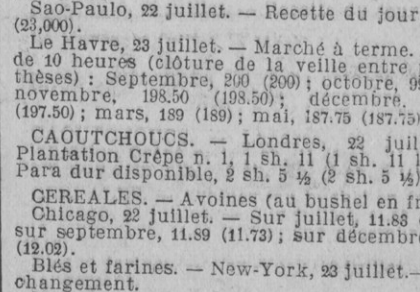 Sao-Paulo, 22 juillet. — Recette du jour
(23,000).
Le Havre, 23 juillet. — Marché à terme.
de 10 heures (clôture de la veille entre
thèses) : Septembre, 200 (200) ; octobre,
novembre, 198.50 (198.50) ; décembre,
(197.50) ; mars, 189 (189) ; mai, 187.75 (187.75)
CAOUTCHOUCS. — Londres, 22 juil
Plantation Crêpe n. 1, 1 sh. 11 (1 sh. 11
Para dur disponible, 2 sh. 5 ½ (2 sh. 5 ½)
CEREALES. — Avoines (au bushel en fr
Chicago, 22 juillet. — Sur juillet, 11.83
sur septembre, 11.89 (11.73) ; sur décembr
(12.02).
Blés et farines. — New-York, 23 juillet.—
changement.